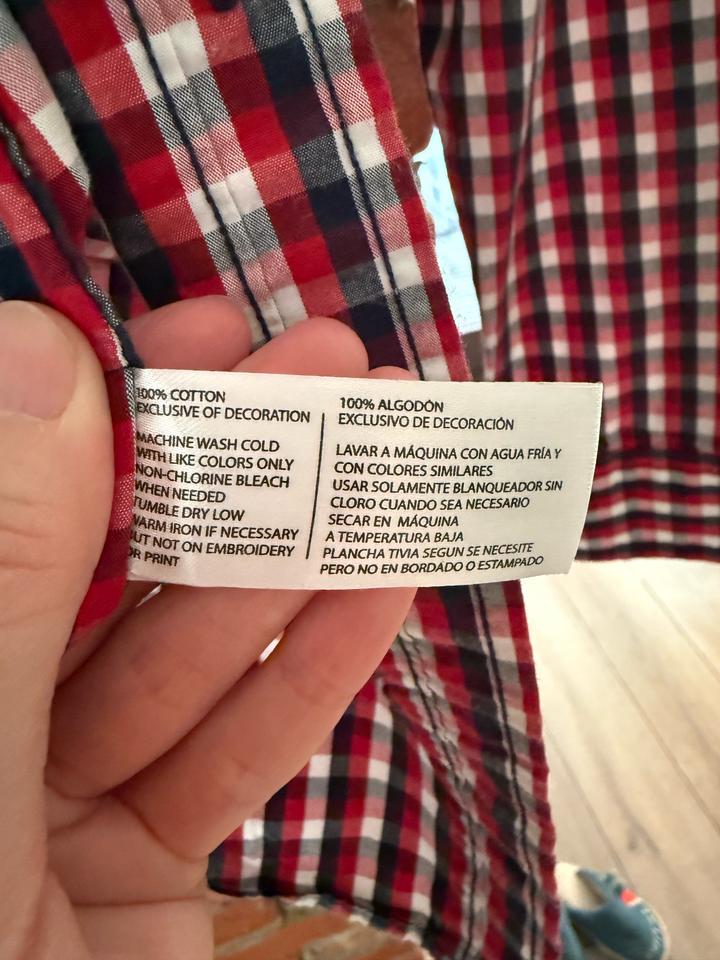 100% COTTON
EXCLUSIVE OF DECORATION
MACHINE WASH COLD
WITH LIKE COLORS ONLY
NON-CHLORINE BLEACH
WHEN NEEDED
TUMBLE DRY LOW
WARM IRON IF NECESSARY
BUT NOT ON EMBROIDERY
OR PRINT
100% ALGODÓN
EXCLUSIVO DE DECORACIÓN
LAVAR A MÁQUINA CON AGUA FRÍA Y
CON COLORES SIMILARES
USAR SOLAMENTE BLANQUEADOR SIN
CLORO CUANDO SEA NECESARIO
SECAR EN MÁQUINA
A TEMPERATURA BAJA
PLANCHA TIVIA SEGUN SE NECESITE
PERO NO EN BORDADO O ESTAMPADO